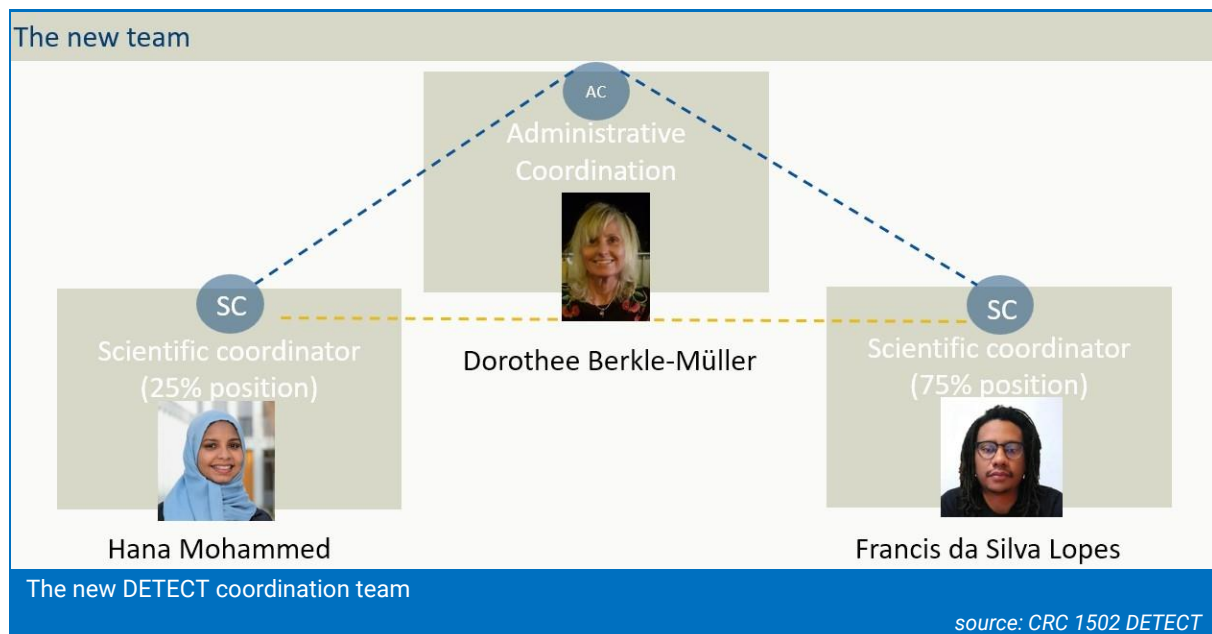 The new team
AC
Administrative
Coordination
Dorothee Berkle-Müller
SC
Scientific coordinator
(25% position)
Hana Mohammed
SC
Scientific coordinator
(75% position)
Francis da Silva Lopes
The new DETECT coordination team
source: CRC 1502 DETECT